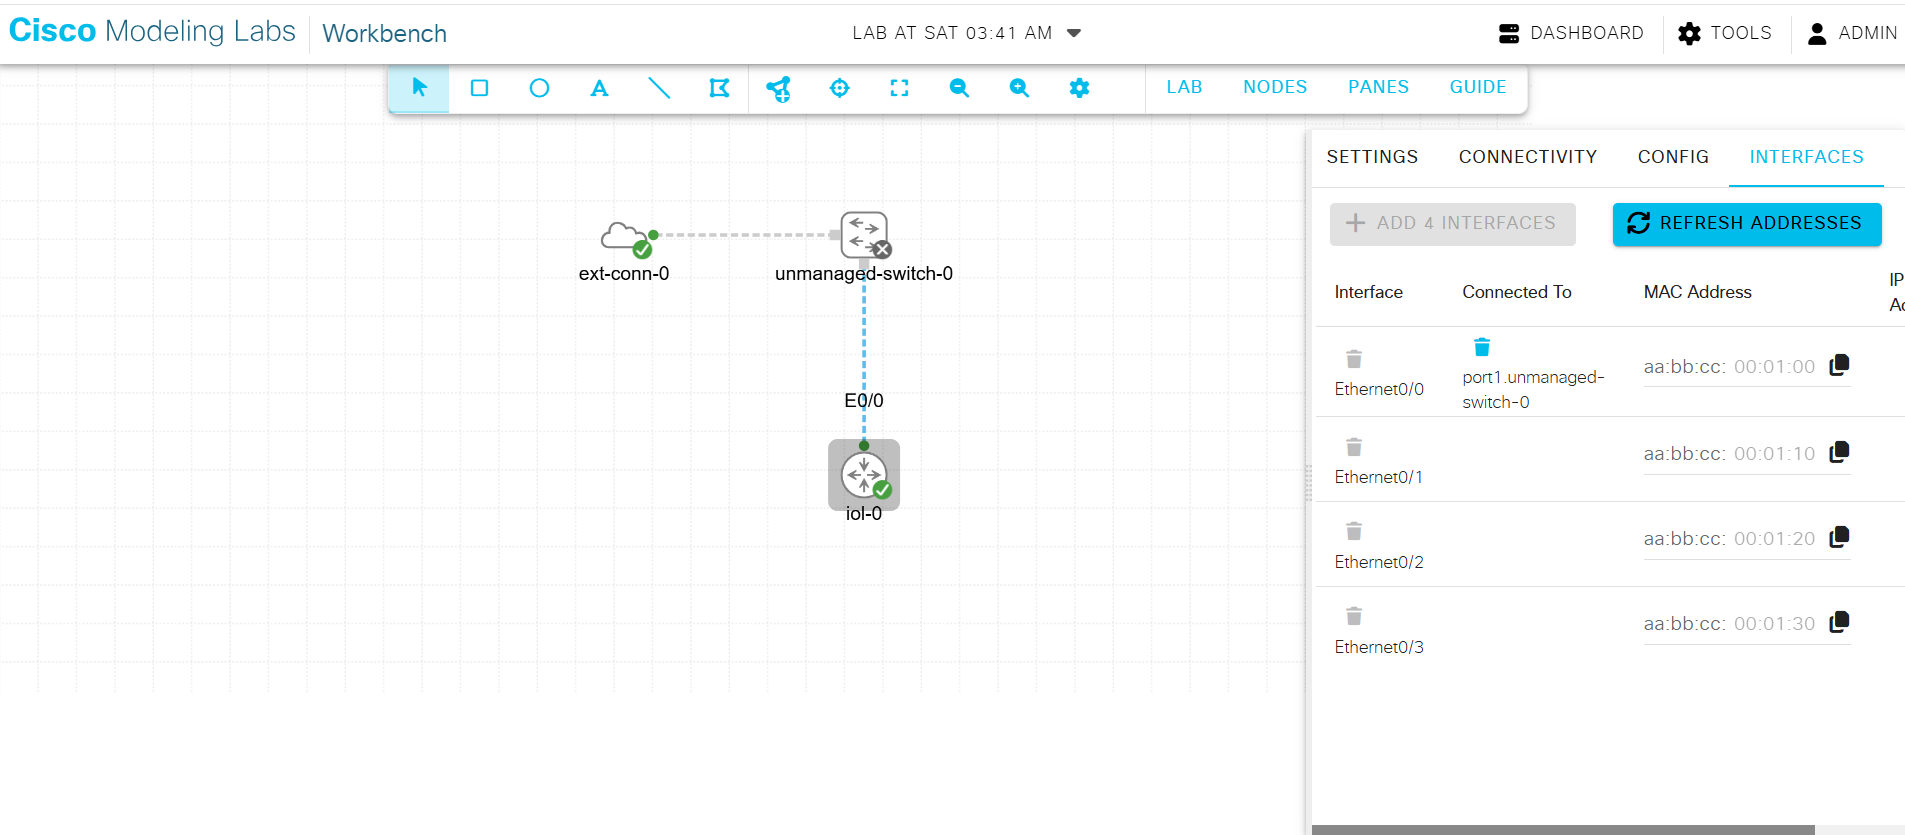 Cisco Modeling Labs Workbench LAB AT SAT 03:41 AM DASHBOARD TOOLS ADMIN
A LAB NODES PANES GUIDE
SETTINGS CONNECTIVITY CONFIG INTERFACES
ADD 4 INTERFACES REFRESH ADDRESSES
ext-conn-0 unmanaged-switch-0
E0/0
iol-0
Interface Connected To MAC Address IP
Ethernet0/0 port1.unmanaged-
switch-0 aa:bb:cc: 00:01:00
Ethernet0/1 aa:bb:cc: 00:01:10
Ethernet0/2 aa:bb:cc: 00:01:20
Ethernet0/3 aa:bb:cc: 00:01:30